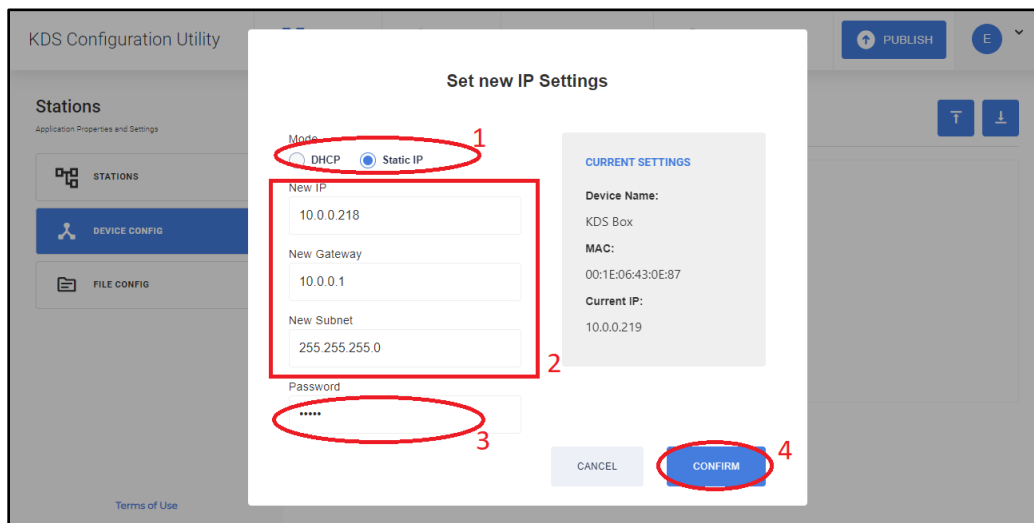 KDS Configuration Utility
PUBLISH
E
Set new IP Settings
Stations
Application Properties and Settings
STATIONS
DEVICE CONFIG
FILE CONFIG
Mode
1
DHCP
Static IP
New IP
10.0.0.218
New Gateway
10.0.0.1
New Subnet
255.255.255.0
2
Password
•••••
3
CURRENT SETTINGS
Device Name:
KDS Box
MAC:
00:1E:06:43:0E:87
Current IP:
10.0.0.219
CANCEL
CONFIRM
4
Terms of Use